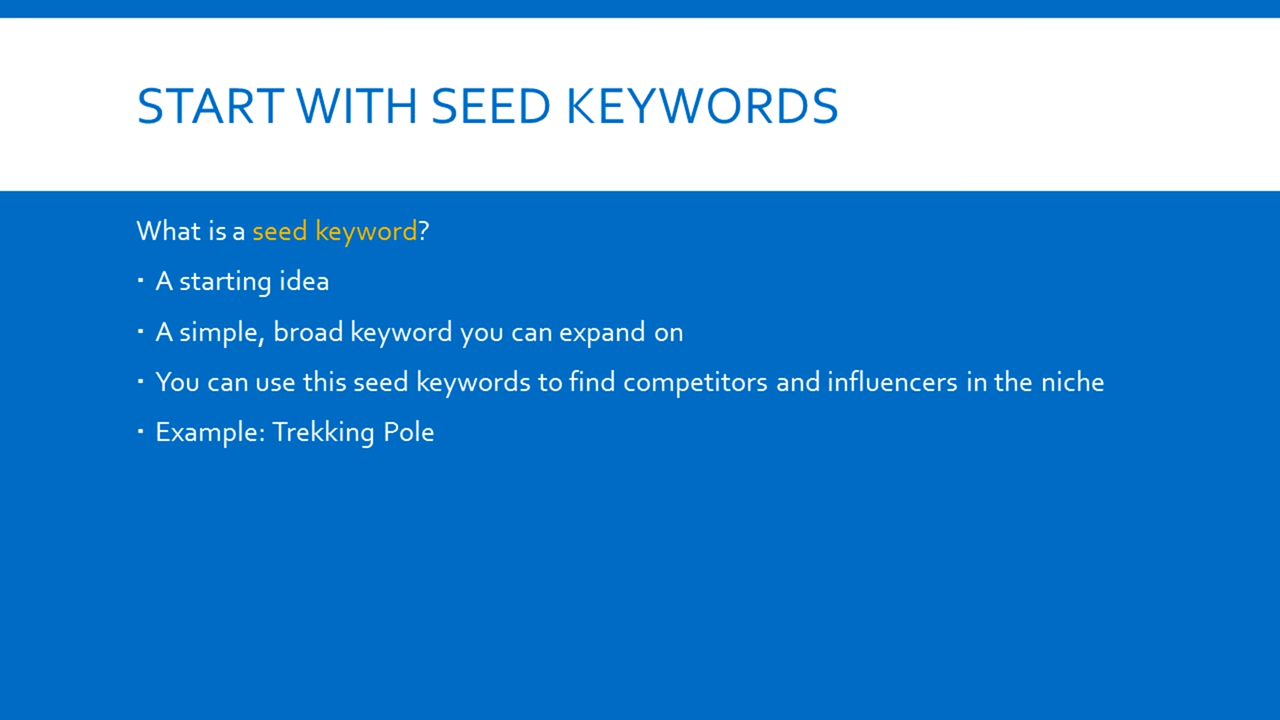 START WITH SEED KEYWORDS
What is a seed keyword?
▪ A starting idea
▪ A simple, broad keyword you can expand on
▪ You can use this seed keywords to find competitors and influencers in the niche
▪ Example: Trekking Pole